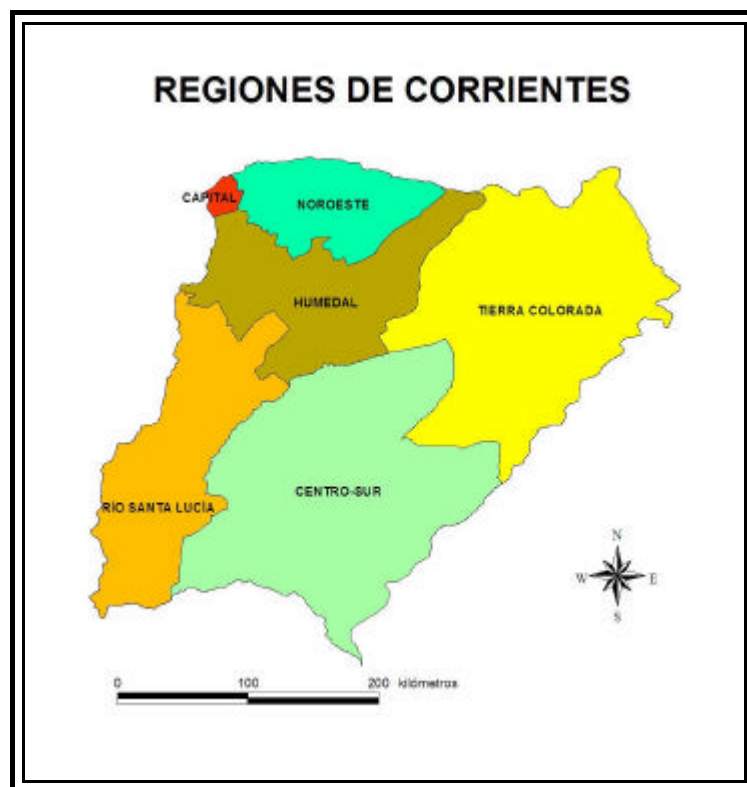 REGIONES DE CORRIENTES
CAPITAL
NOROESTE
HUMEDAL
TIERRA COLORADA
CENTRO-SUR
RÍO SANTA LUCÍA
N
W E
S
0 100 200 kilómetros